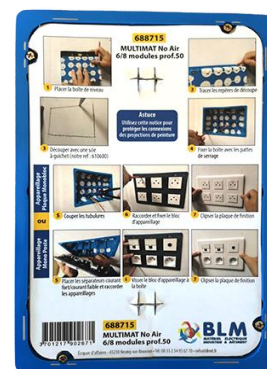 688715
MULTIMAT No Air
6/8 modules prof.50
1 Placer la boîte de niveau
3 Tracer les repères de découpe
Astuce
Utilisez cette notice pour
protéger les connexions
des projections de peinture
3 Découper avec une scie
à guichet (notre ref : 610600)
4 Fixer la boîte avec les pattes
de serrage
Appareillage
Plaque Monobloc
5 Couper les tubulures
6 Raccorder et fixer le bloc
d'appareillage
7 Clipser la plaque de finition
ou
Appareillage
Mono Poste
5 Placer les séparateurs courant
fort/courant faible et raccorder
les appareillages
6 Visser le bloc d'appareillage à
la boîte
7 Clipser la plaque de finition
3701217902671
688715
MULTIMAT No Air
6/8 modules prof.50
BLM
MATÉRIEL ÉLECTRIQUE
INDUSTRIE & BÂTIMENT